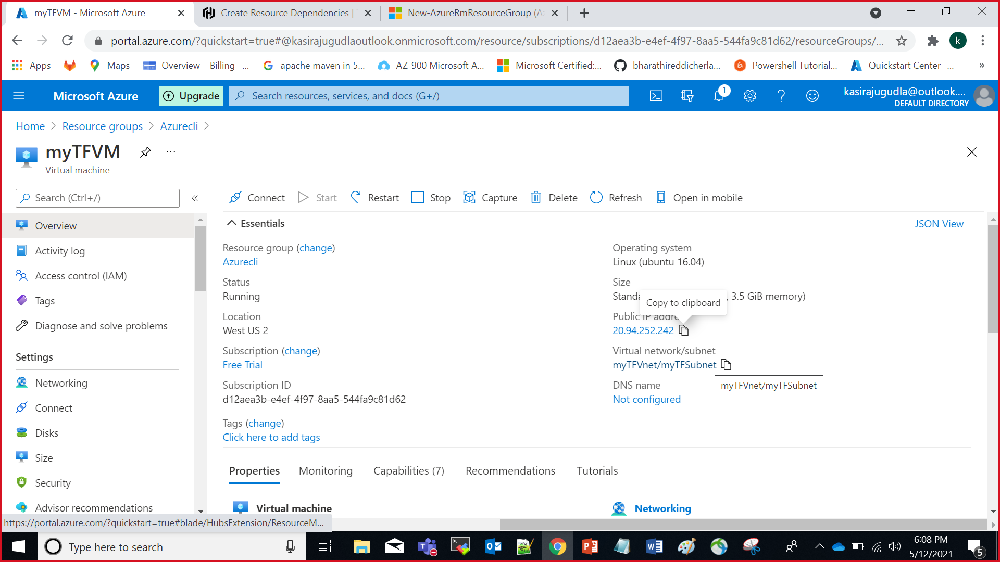 myTFVM - Microsoft Azure
Create Resource Dependencies |
New-AzureRmResourceGroup (Az
portal.azure.com/?quickstart=true#@kasirajugudlaoutlook.onmicrosoft.com/resource/subscriptions/d12aea3b-e4ef-4f97-8aa5-544fa9c81d62/resourceGroups/...
k
Apps
Maps
Overview – Billing –...
apache maven in 5...
AZ-900 Microsoft A...
Microsoft Certified:...
bharathireddicherla...
Powershell Tutorial...
Quickstart Center -...
»
Microsoft Azure
Upgrade
Search resources, services, and docs (G+/)
1
kasirajugudla@outlook....
DEFAULT DIRECTORY
Home > Resource groups > Azurecli >
myTFVM
...
Virtual machine
Search (Ctrl+/)
«
Connect
Start
Restart
Stop
Capture
Delete
Refresh
Open in mobile
Overview
Activity log
Access control (IAM)
Tags
Diagnose and solve problems
Settings
Networking
Connect
Disks
Size
Security
Advisor recommendations
Essentials
JSON View
Resource group (change)
Azurecli
Status
Running
Location
West US 2
Subscription (change)
Free Trial
Subscription ID
d12aea3b-e4ef-4f97-8aa5-544fa9c81d62
Tags (change)
Click here to add tags
Operating system
Linux (ubuntu 16.04)
Size
, 3.5 GiB memory)
Copy to clipboard
Public IP
20.94.252.242
Virtual network/subnet
myTFVnet/myTFSubnet
DNS name
myTFVnet/myTFSubnet
Not configured
Properties
Monitoring
Capabilities (7)
Recommendations
Tutorials
Virtual machine
Networking
https://portal.azure.com/?quickstart=true#blade/HubsExtension/ResourceM...
Type here to search
6:08 PM
5/12/2021
5